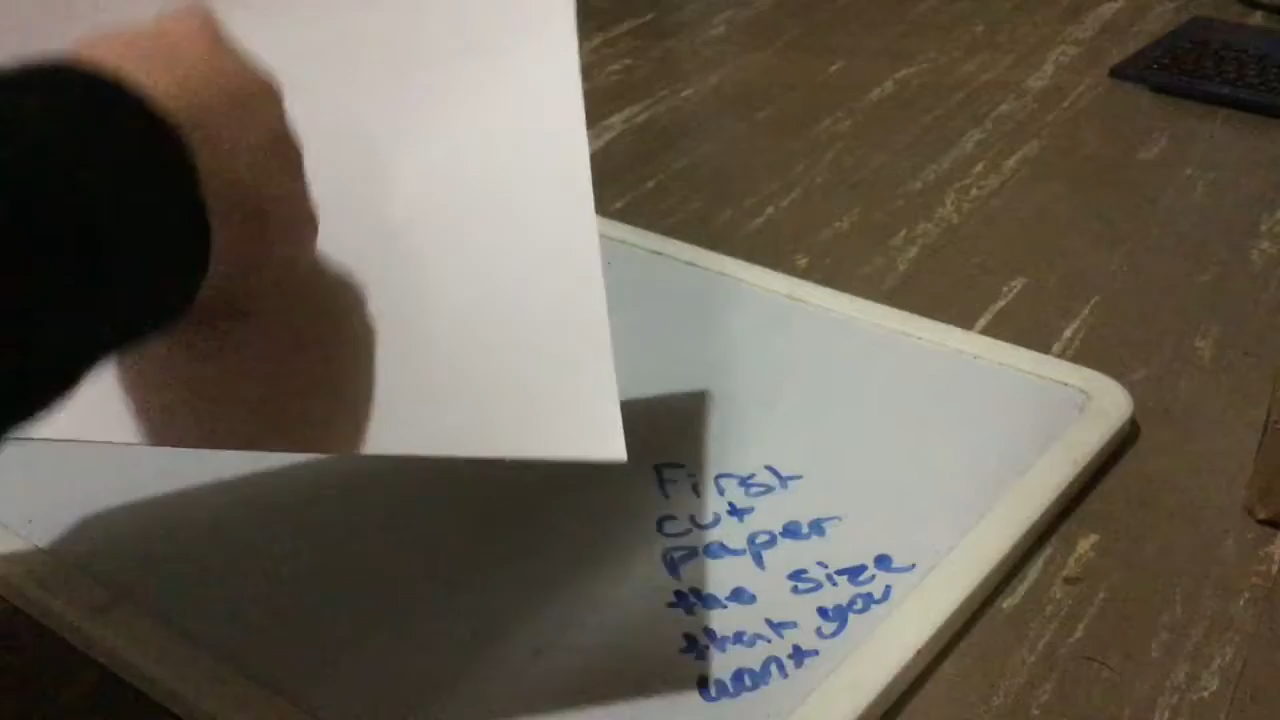 First
cut
paper
the size
that you
want